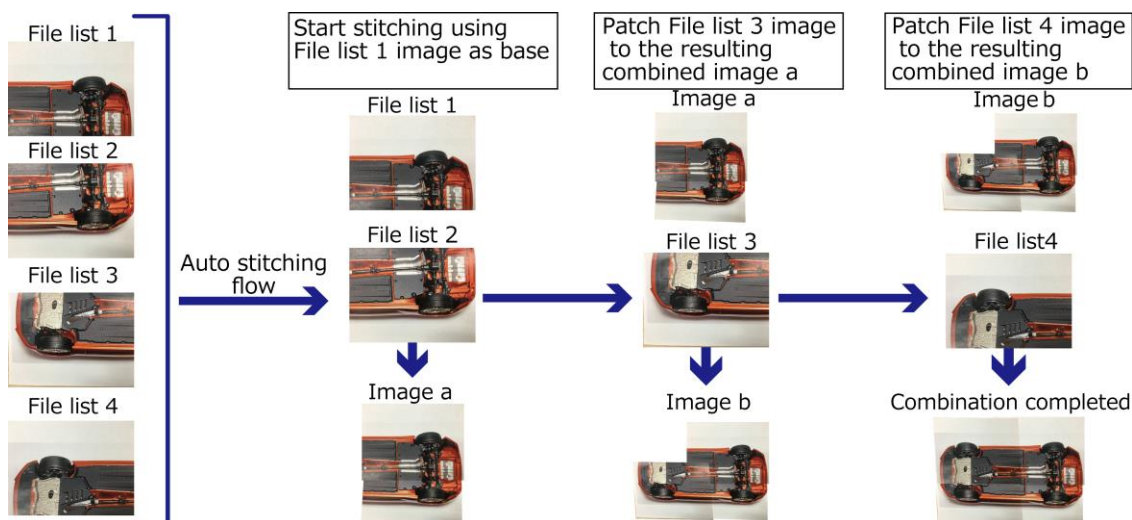 File list 1
File list 2
File list 3
File list 4
Auto stitching
flow
Start stitching using
File list 1 image as base
File list 1
File list 2
Image a
Patch File list 3 image
to the resulting
combined image a
Image a
File list 3
Image b
Patch File list 4 image
to the resulting
combined image b
Image b
File list4
Combination completed